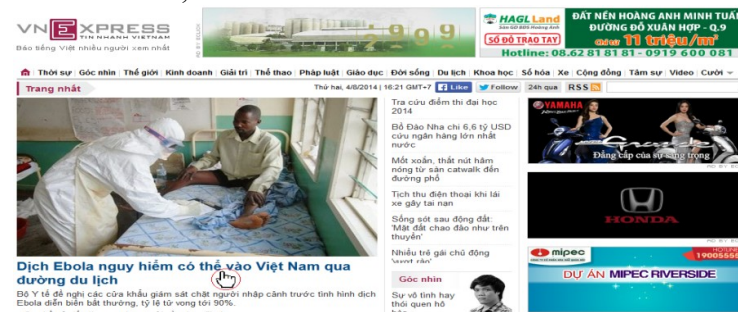 VNEXPRESS
TIN NHANH VIETNAM
Báo tiếng Việt nhiều người xem nhất
2909
HAGL Land
SỔ ĐỎ TRAO TAY
ĐẤT NỀN HOÀNG ANH MINH TUẤN
ĐƯỜNG ĐỖ XUÂN HỢP - Q.9
11 triệu/m²
Hotline: 08.62 81 81 81 - 0919 600 081
Thời sự Góc nhìn Thế giới Kinh doanh Giải trí Thể thao Pháp luật Giáo dục Đời sống Du lịch Khoa học Số hóa Xe Cộng đồng Tâm sự Video Cười
Trang nhất
Thứ hai, 4/8/2014 | 16:21 GMT+7 Like Follow 24h qua RSS
Tra cứu điểm thi đại học
2014
Bồ Đào Nha chi 6,6 tỷ USD
cứu ngân hàng lớn nhất
nước
Mốt xoắn, thắt nút hâm
nóng từ sàn catwalk đến
đường phố
Tịch thu điện thoại khi lái
xe gây tai nạn
Sống sót sau động đất:
'Mặt đất chao đảo như trên
thuyền'
Nhiều trẻ gái chủ động
YAMAHA
Grande
Đẳng cấp của sự sang trọng
HONDA
mipec
HOTLINE
19005555
DỰ ÁN MIPEC RIVERSIDE
Dịch Ebola nguy hiểm có thể vào Việt Nam qua
đường du lịch
Bộ Y tế đề nghị các cửa khẩu giám sát chặt người nhập cảnh trước tình hình dịch
Ebola diễn biến bất thường, tỷ lệ tử vong tới 90%.
Góc nhìn
Sự vô tình hay
thói quen hô